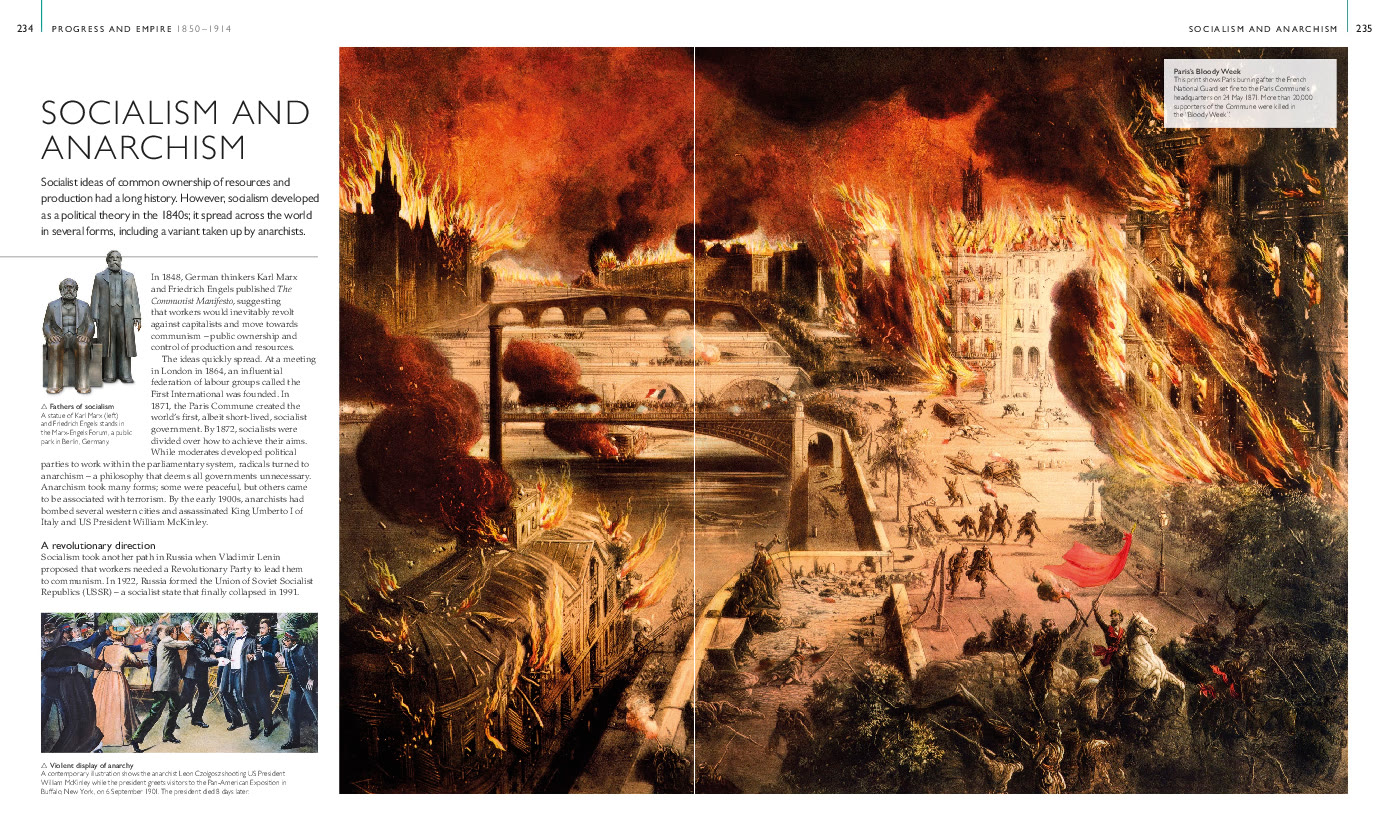 234
PROGRESS AND EMPIRE 1850–1914
SOCIALISM AND ANARCHISM
235
SOCIALISM AND
ANARCHISM
Socialist ideas of common ownership of resources and
production had a long history. However, socialism developed
as a political theory in the 1840s; it spread across the world
in several forms, including a variant taken up by anarchists.
In 1848, German thinkers Karl Marx
and Friedrich Engels published The
Communist Manifesto, suggesting
that workers would inevitably revolt
against capitalists and move towards
communism – public ownership and
control of production and resources.
The ideas quickly spread. At a meeting
in London in 1864, an influential
federation of labour groups called the
First International was founded. In
1871, the Paris Commune created the
world's first, albeit short-lived, socialist
government. By 1872, socialists were
divided over how to achieve their aims.
While moderates developed political
parties to work within the parliamentary system, radicals turned to
anarchism – a philosophy that deems all governments unnecessary.
Anarchism took many forms; some were peaceful, but others came
to be associated with terrorism. By the early 1900s, anarchists had
bombed several western cities and assassinated King Umberto I of
Italy and US President William McKinley.
△ Fathers of socialism
A statue of Karl Marx (left)
and Friedrich Engels stands in
the Marx-Engels Forum, a public
park in Berlin, Germany.
A revolutionary direction
Socialism took another path in Russia when Vladimir Lenin
proposed that workers needed a Revolutionary Party to lead them
to communism. In 1922, Russia formed the Union of Soviet Socialist
Republics (USSR) – a socialist state that finally collapsed in 1991.
△ Violent display of anarchy
A contemporary illustration shows the anarchist Leon Czolgosz shooting US President
William McKinley while the president greets visitors to the Pan-American Exposition in
Buffalo, New York, on 6 September 1901. The president died 8 days later.
Paris's Bloody Week
This print shows Paris burning after the French
National Guard set fire to the Paris Commune's
headquarters on 24 May 1871. More than 20,000
supporters of the Commune were killed in
the "Bloody Week".